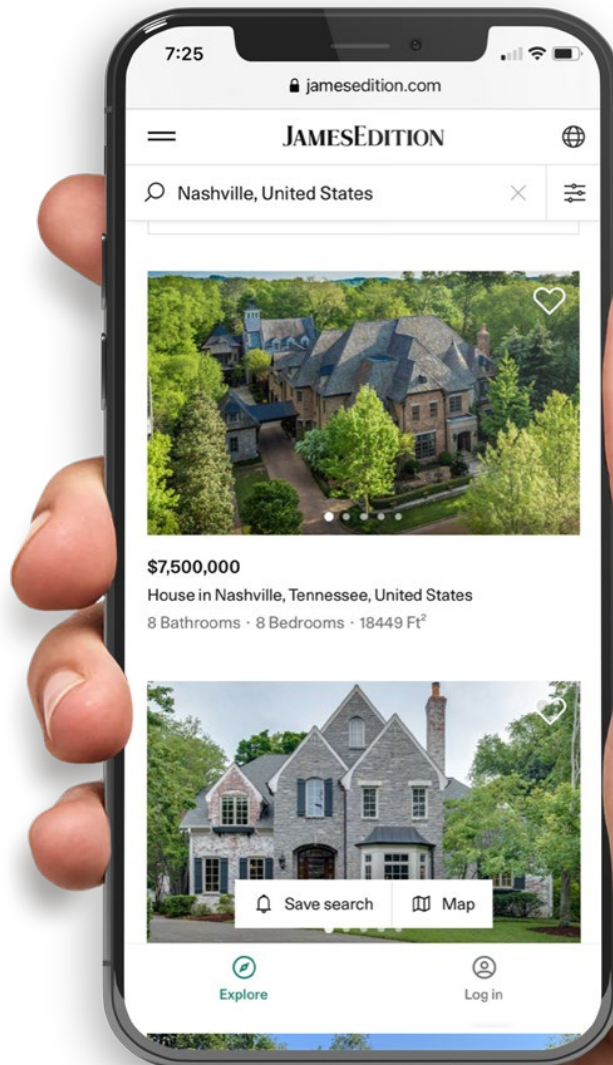 7:25
jamesedition.com
JAMESEDITION
Nashville, United States
$7,500,000
House in Nashville, Tennessee, United States
8 Bathrooms · 8 Bedrooms · 18449 Ft²
Save search
Map
Explore
Log in